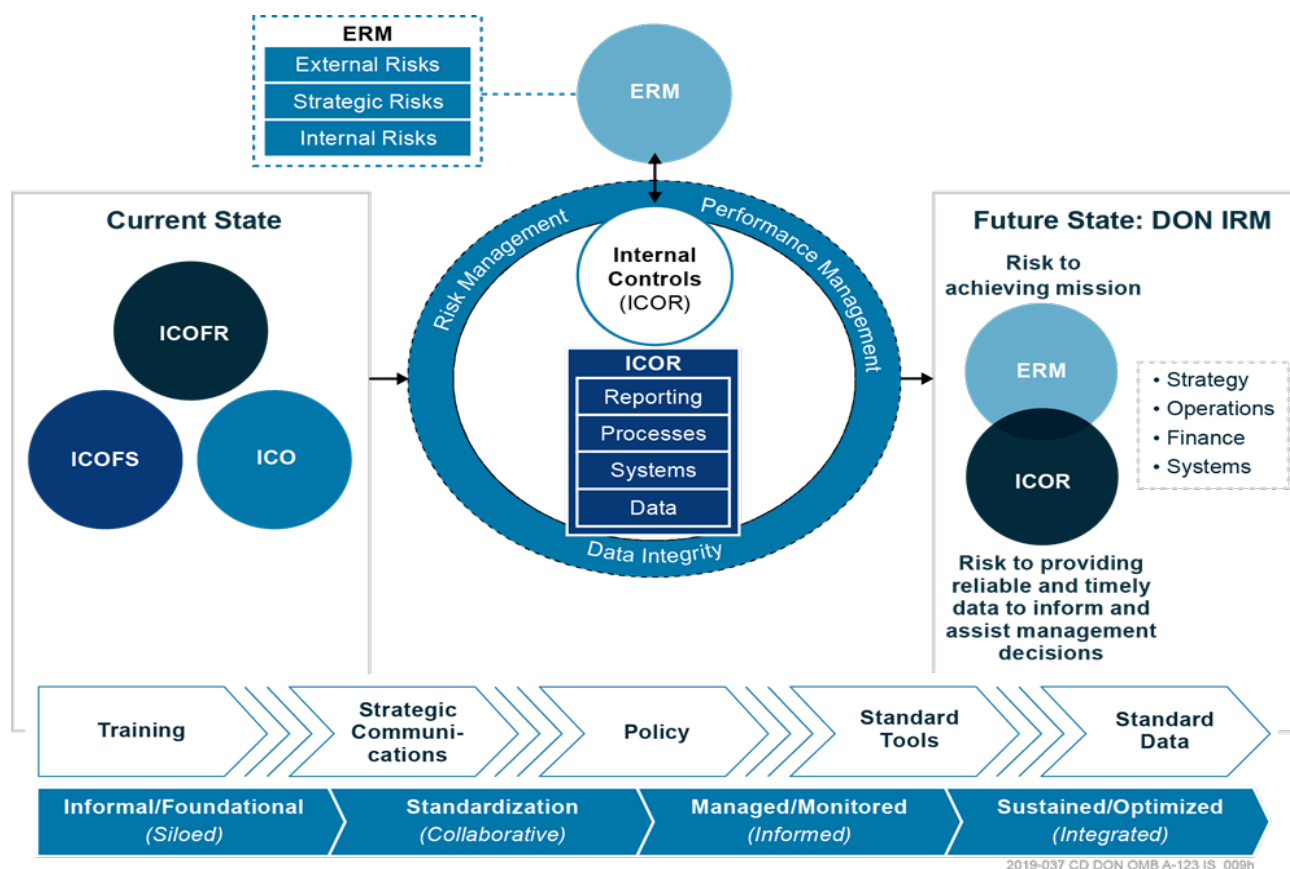 ERM
External Risks
Strategic Risks
Internal Risks
ERM
Current State
ICOFR
ICOFS
ICO
Risk Management
Performance Management
Data Integrity
Internal
Controls
(ICOR)
ICOR
Reporting
Processes
Systems
Data
Future State: DON IRM
Risk to
achieving mission
ERM
ICOR
• Strategy
• Operations
• Finance
• Systems
Risk to providing
reliable and timely
data to inform and
assist management
decisions
Training
Strategic
Communi-
cations
Policy
Standard
Tools
Standard
Data
Informal/Foundational
(Siloed)
Standardization
(Collaborative)
Managed/Monitored
(Informed)
Sustained/Optimized
(Integrated)
2019-037 CD DON OMB A-123 IS_009h